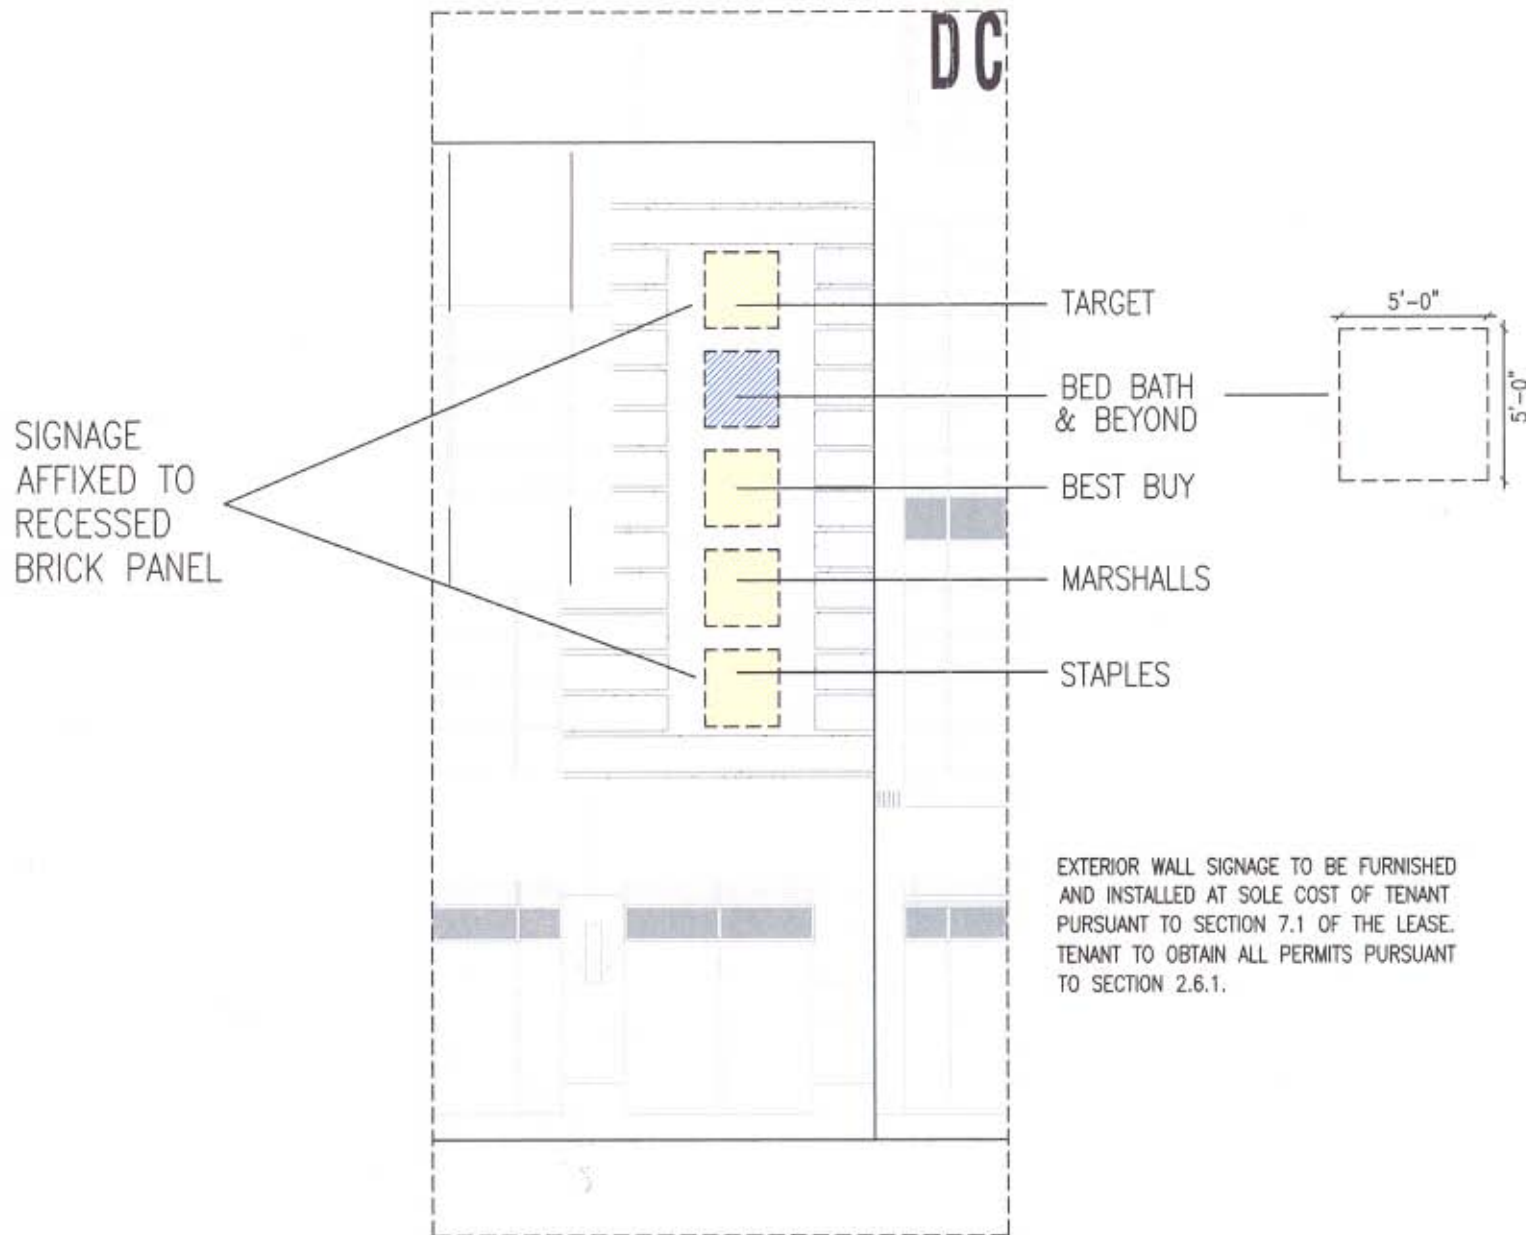 DC
SIGNAGE
AFFIXED TO
RECESSED
BRICK PANEL
TARGET
BED BATH
& BEYOND
BEST BUY
MARSHALLS
STAPLES
5'-0"
5'-0"
EXTERIOR WALL SIGNAGE TO BE FURNISHED
AND INSTALLED AT SOLE COST OF TENANT
PURSUANT TO SECTION 7.1 OF THE LEASE.
TENANT TO OBTAIN ALL PERMITS PURSUANT
TO SECTION 2.6.1.